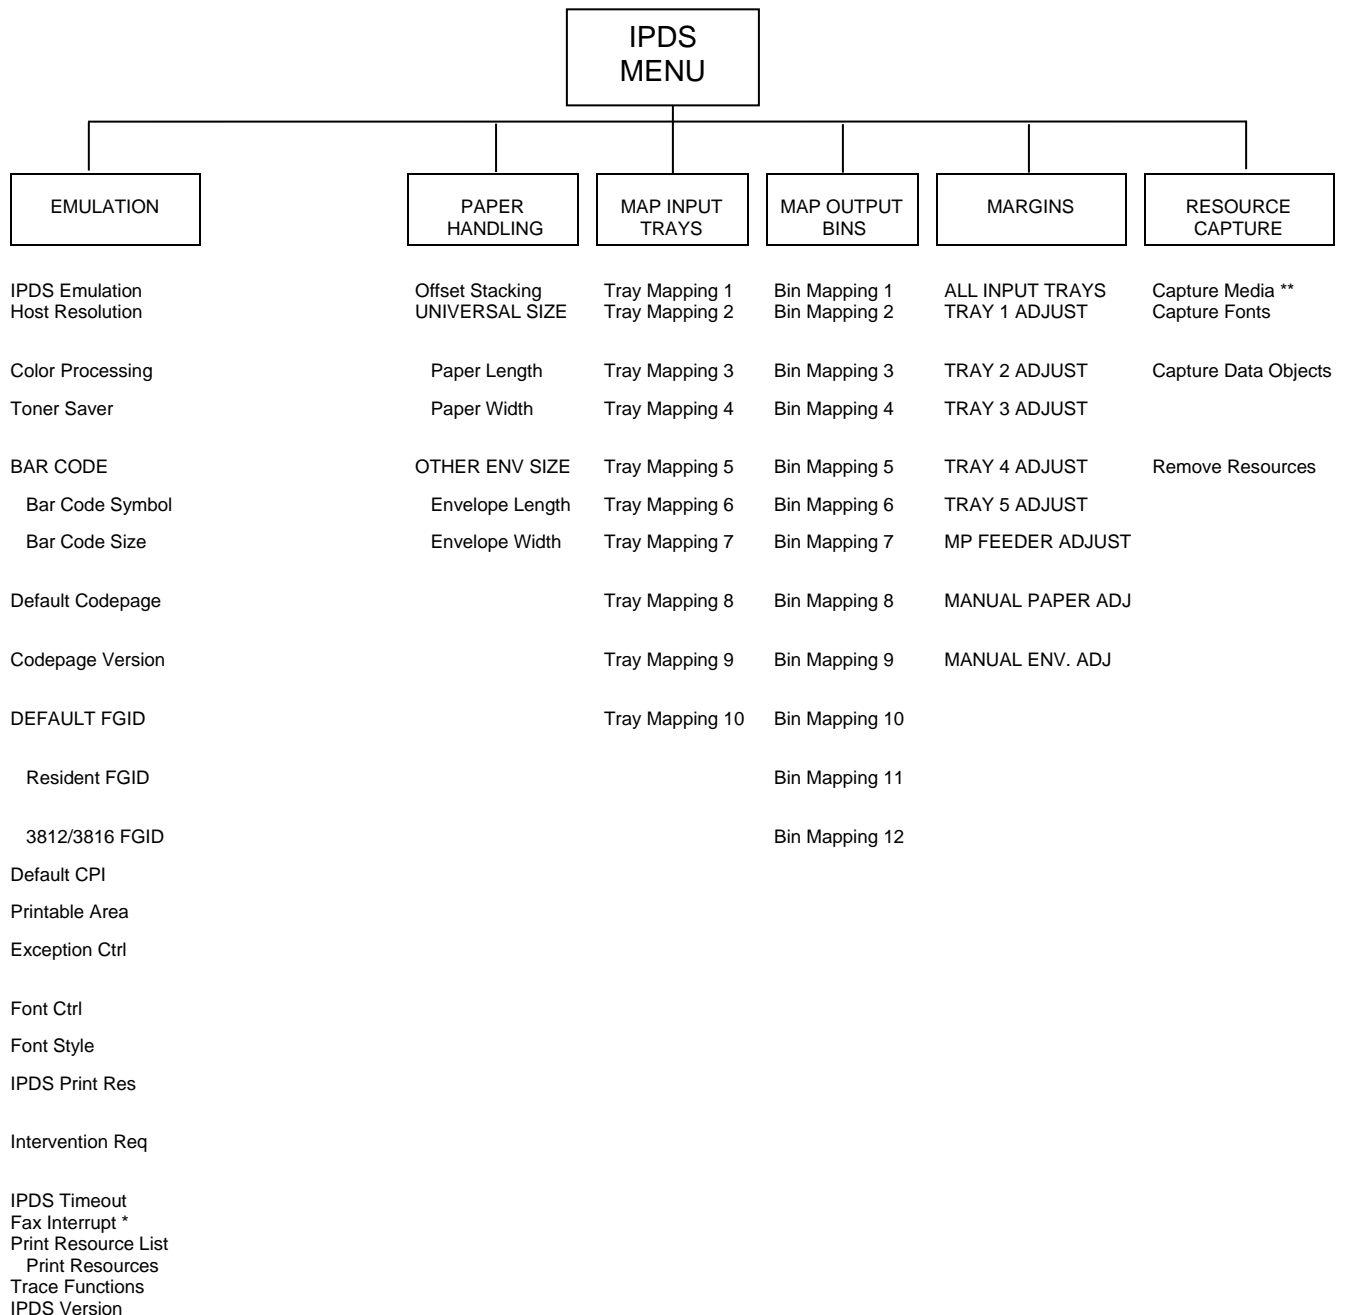 IPDS
MENU
EMULATION
PAPER
HANDLING
MAP INPUT
TRAYS
MAP OUTPUT
BINS
MARGINS
RESOURCE
CAPTURE
IPDS Emulation
Host Resolution
Color Processing
Toner Saver
BAR CODE
Bar Code Symbol
Bar Code Size
Default Codepage
Codepage Version
DEFAULT FGID
Resident FGID
3812/3816 FGID
Default CPI
Printable Area
Exception Ctrl
Font Ctrl
Font Style
IPDS Print Res
Intervention Req
IPDS Timeout
Fax Interrupt *
Print Resource List
Print Resources
Trace Functions
IPDS Version
Offset Stacking
UNIVERSAL SIZE
Paper Length
Paper Width
OTHER ENV SIZE
Envelope Length
Envelope Width
Tray Mapping 1
Tray Mapping 2
Tray Mapping 3
Tray Mapping 4
Tray Mapping 5
Tray Mapping 6
Tray Mapping 7
Tray Mapping 8
Tray Mapping 9
Tray Mapping 10
Bin Mapping 1
Bin Mapping 2
Bin Mapping 3
Bin Mapping 4
Bin Mapping 5
Bin Mapping 6
Bin Mapping 7
Bin Mapping 8
Bin Mapping 9
Bin Mapping 10
Bin Mapping 11
Bin Mapping 12
ALL INPUT TRAYS
TRAY 1 ADJUST
TRAY 2 ADJUST
TRAY 3 ADJUST
TRAY 4 ADJUST
TRAY 5 ADJUST
MP FEEDER ADJUST
MANUAL PAPER ADJ
MANUAL ENV. ADJ
Capture Media **
Capture Fonts
Capture Data Objects
Remove Resources